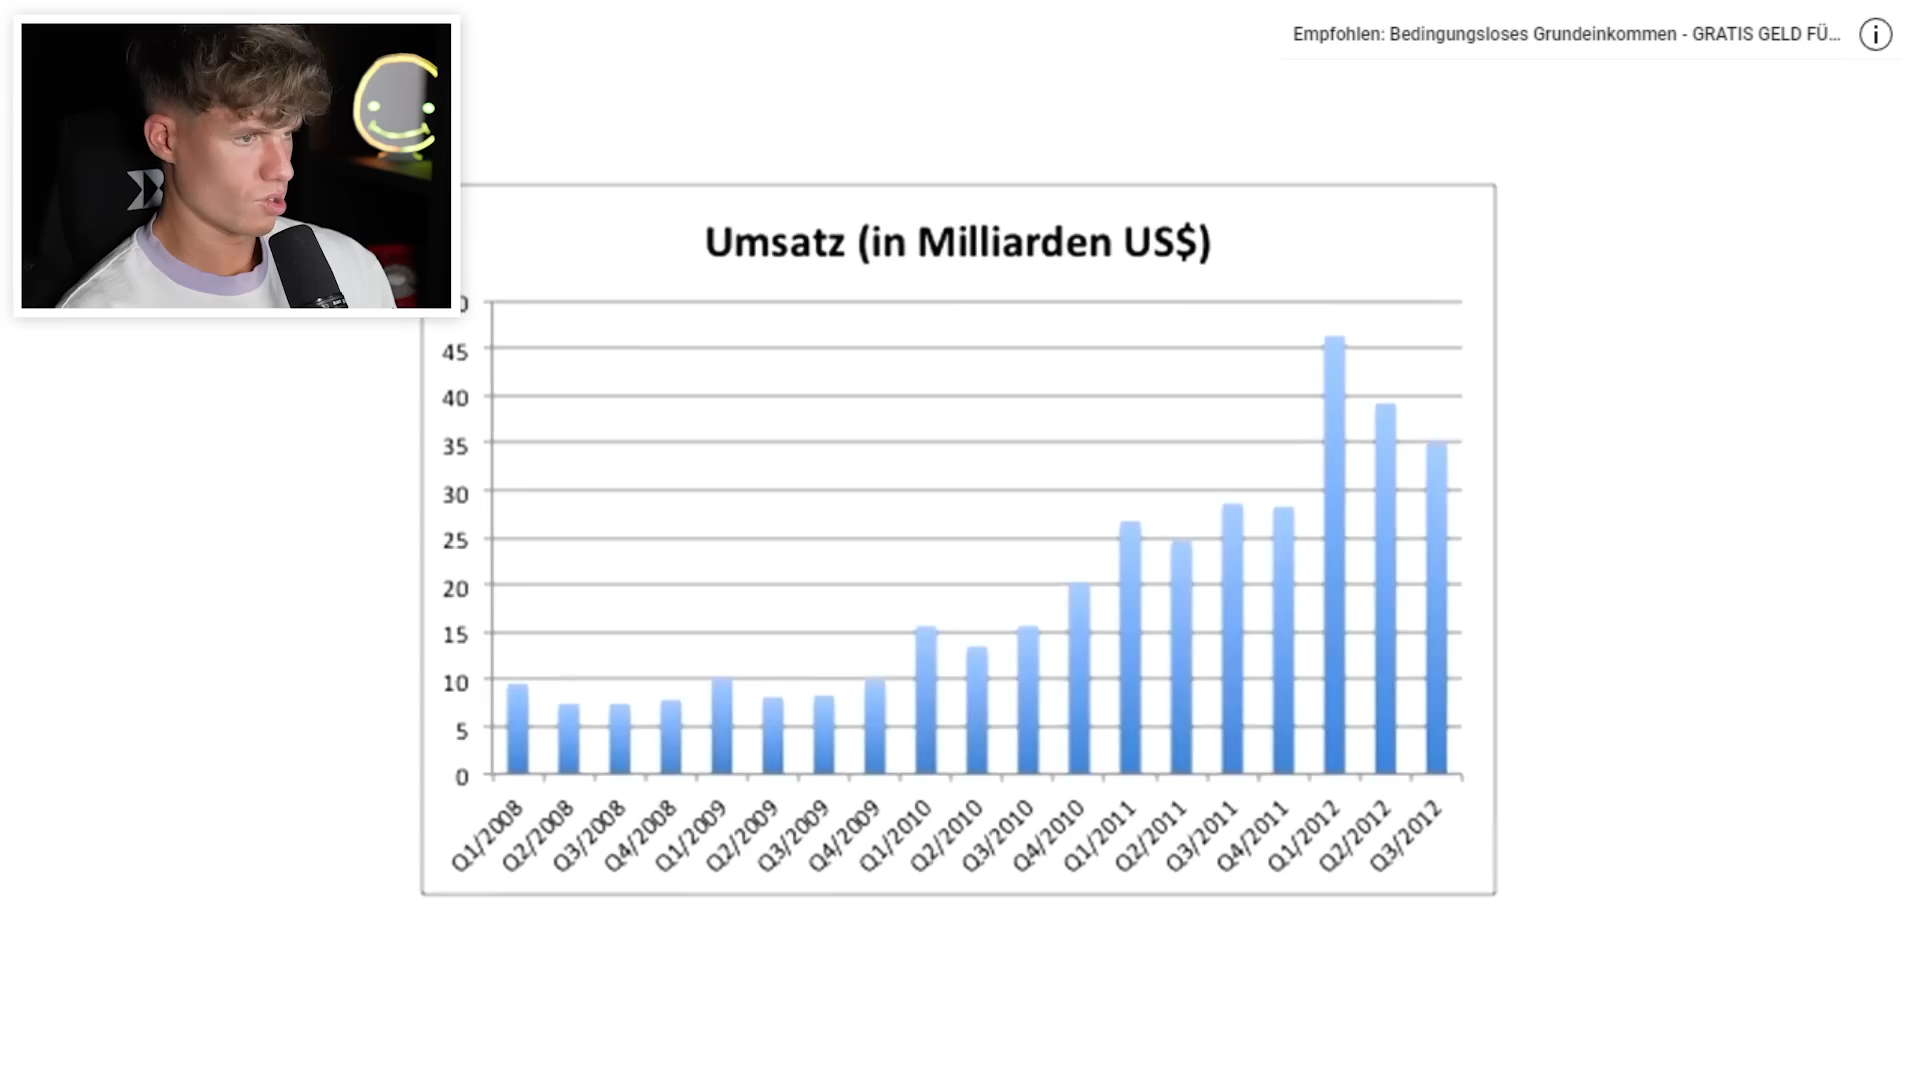 Empfohlen: Bedingungsloses Grundeinkommen - GRATIS GELD FÜ...
Umsatz (in Milliarden US$)
45
40
35
30
25
20
15
10
5
0
Q1/2008
Q2/2008
Q3/2008
Q4/2008
Q1/2009
Q2/2009
Q3/2009
Q4/2009
Q1/2010
Q2/2010
Q3/2010
Q4/2010
Q1/2011
Q2/2011
Q3/2011
Q4/2011
Q1/2012
Q2/2012
Q3/2012